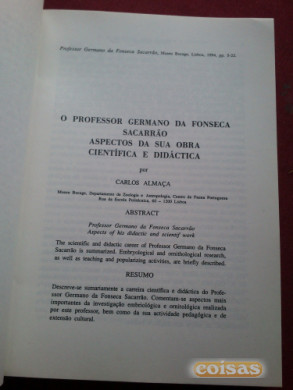 Professor Germano da Fonseca Sacarrão, Museu Bocage, Lisboa, 1994, pp. 9-22.
O PROFESSOR GERMANO DA FONSECA
SACARRÃO
ASPECTOS DA SUA OBRA
CIENTÍFICA E DIDÁCTICA
por
CARLOS ALMAÇA
Museu Bocage, Departamento de Zoologia e Antropologia, Centro de Fauna Portuguesa
Rua da Escola Politécnica, 58 — 1200 Lisboa
ABSTRACT
Professor Germano da Fonseca Sacarrão
Aspects of his didactic and scientif work
The scientific and didactic career of Professor Germano da Fonseca
Sacarrão is summarized. Embryological and ornithological research,
as well as teaching and popularizing activities, are briefly described.
RESUMO
Descreve-se sumariamente a carreira científica e didáctica do Profes-
sor Germano da Fonseca Sacarrão. Comentam-se aspectos mais
importantes da investigação embriológica e ornitológica realizada
por este professor, bem como da sua actividade pedagógica e de
extensão cultural.
coisas